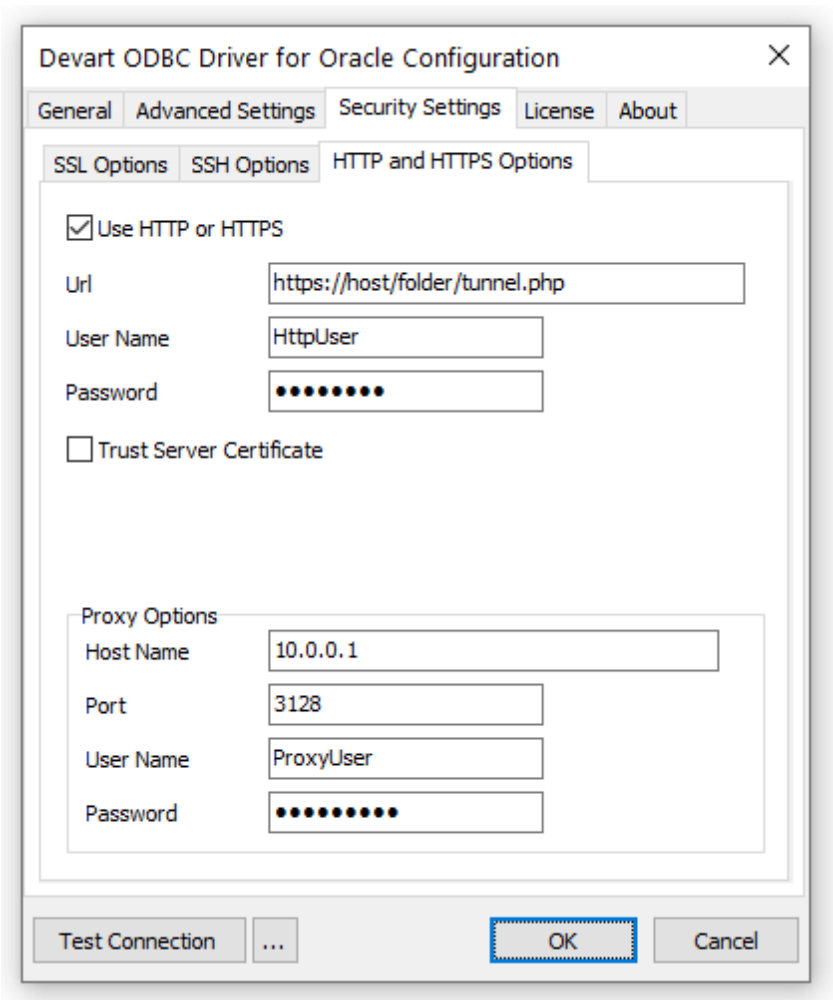 Devart ODBC Driver for Oracle Configuration
General Advanced Settings Security Settings License About
SSL Options SSH Options HTTP and HTTPS Options
Use HTTP or HTTPS
Url https://host/folder/tunnel.php
User Name HttpUser
Password ●●●●●●●●
Trust Server Certificate
Proxy Options
Host Name 10.0.0.1
Port 3128
User Name ProxyUser
Password ●●●●●●●●●
Test Connection ... OK Cancel